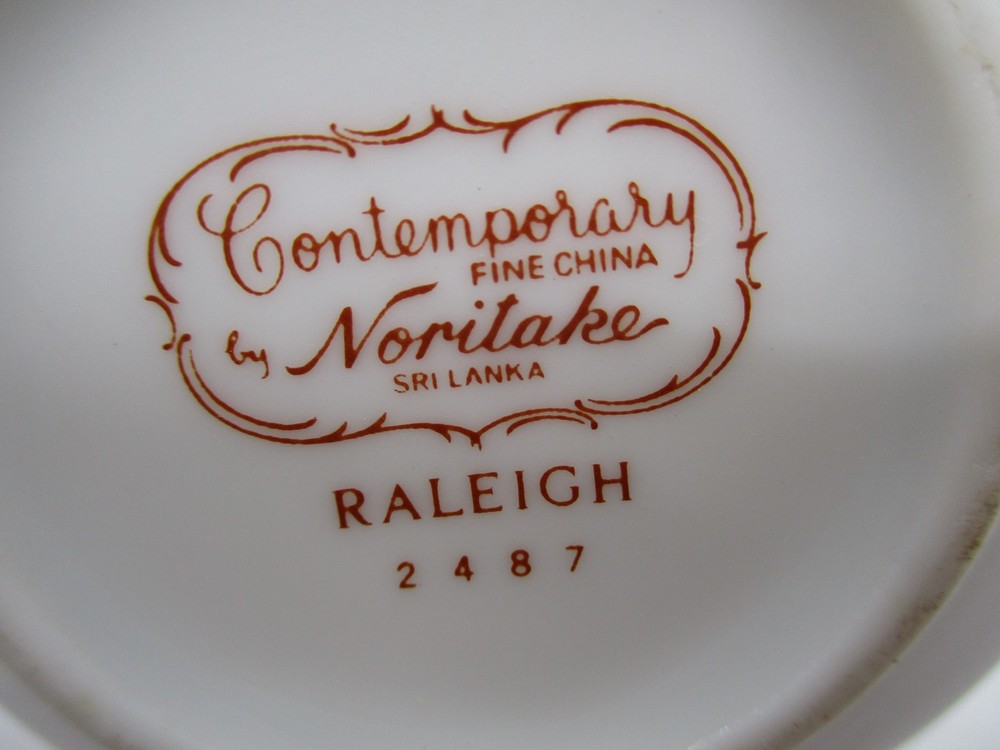 Contemporary
FINE CHINA
by Noritake
SRI LANKA
RALEIGH
2487